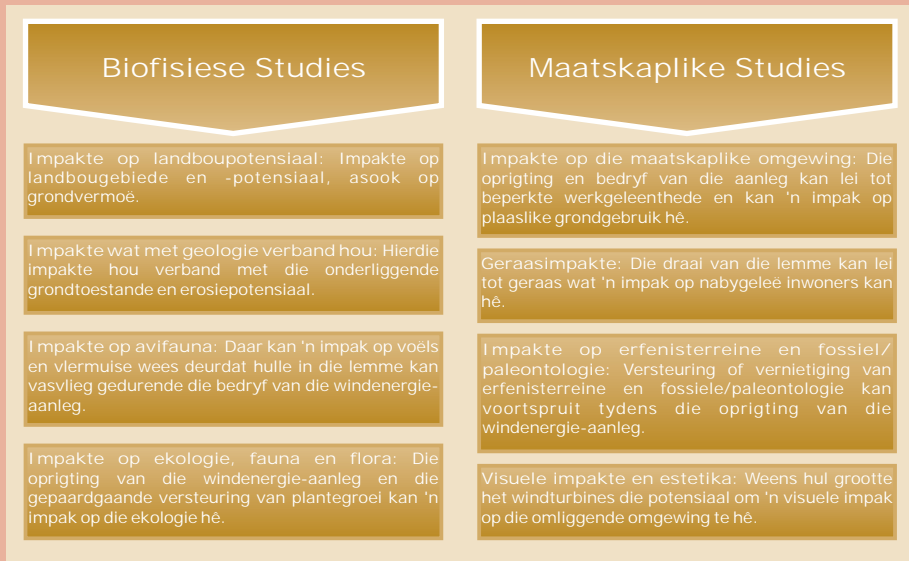 Biofisiese Studies
Impakte op landboupotensiaal: Impakte op
landbougebiede en -potensiaal, asook op
grondvermoë.
Impakte wat met geologie verband hou: Hierdie
impakte hou verband met die onderliggende
grondtoestande en erosiepotensiaal.
Impakte op avifauna: Daar kan 'n impak op voëls
en vlermuise wees deurdat hulle in die lemme kan
vasvlieg gedurende die bedryf van die windenergie-
aanleg.
Impakte op ekologie, fauna en flora: Die
oprigting van die windenergie-aanleg en die
gepaardgaande versteuring van plantegroei kan 'n
impak op die ekologie hê.
Maatskaplike Studies
Impakte op die maatskaplike omgewing: Die
oprigting en bedryf van die aanleg kan lei tot
beperkte werkgeleenthede en kan 'n impak op
plaaslike grondgebruik hê.
Geraasimpakte: Die draai van die lemme kan lei
tot geraas wat 'n impak op nabygeleë inwoners kan
hê.
Impakte op erfenisterreine en fossiel/
paleontologie: Versteuring of vernietiging van
erfenisterreine en fossiele/paleontologie kan
voortspruit tydens die oprigting van die
windenergie-aanleg.
Visuele impakte en estetika: Weens hul grootte
het windturbines die potensiaal om 'n visuele impak
op die omliggende omgewing te hê.